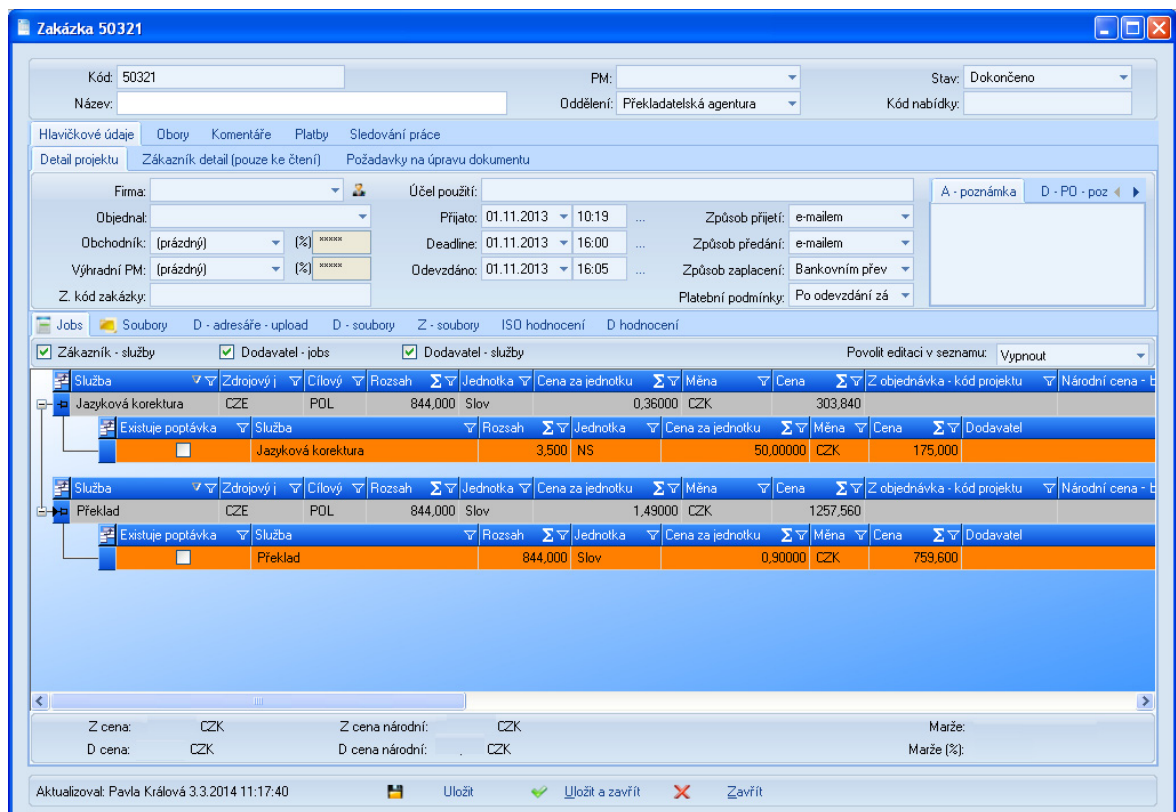 Zakázka 50321
Kód: 50321 PM: Stav: Dokončeno
Název: Oddělení: Překladatelská agentura Kód nabídky:
Hlavičkové údaje Obory Komentáře Platby Sledování práce
Detail projektu Zákazník detail (pouze ke čtení) Požadavky na úpravu dokumentu
Firma: Účel použití: A - poznámka D - PO - poz
Objednal: Přijato: 01.11.2013 10:19 ... Způsob přijetí: e-mailem
Obchodník: (prázdný) (%) ***** Deadline: 01.11.2013 16:00 ... Způsob předání: e-mailem
Výhradní PM: (prázdný) (%) ***** Odevzdáno: 01.11.2013 16:05 ... Způsob zaplacení: Bankovním přev
Z. kód zakázky: Platební podmínky: Po odevzdání zá
Jobs Soubory D - adresáře - upload D - soubory Z - soubory ISO hodnocení D hodnocení
Zákazník - služby Dodavatel - jobs Dodavatel - služby Povolit editaci v seznamu: Vypnout
Služba Zdrojový j Cílový Rozsah Σ Jednotka Cena za jednotku Σ Měna Cena Σ Z objednávka - kód projektu Národní cena - b
Jazyková korektura CZE POL 844,000 Slov 0,36000 CZK 303,840
Existuje poptávka Služba Rozsah Σ Jednotka Cena za jednotku Σ Měna Cena Σ Dodavatel
Jazyková korektura 3,500 NS 50,00000 CZK 175,000
Služba Zdrojový j Cílový Rozsah Σ Jednotka Cena za jednotku Σ Měna Cena Σ Z objednávka - kód projektu Národní cena - b
Překlad CZE POL 844,000 Slov 1,49000 CZK 1257,560
Existuje poptávka Služba Rozsah Σ Jednotka Cena za jednotku Σ Měna Cena Σ Dodavatel
Překlad 844,000 Slov 0,90000 CZK 759,600
Z cena: CZK Z cena národní: CZK Marže:
D cena: CZK D cena národní: CZK Marže (%):
Aktualizoval: Pavla Králová 3.3.2014 11:17:40 Uložit Uložit a zavřít Zavřít